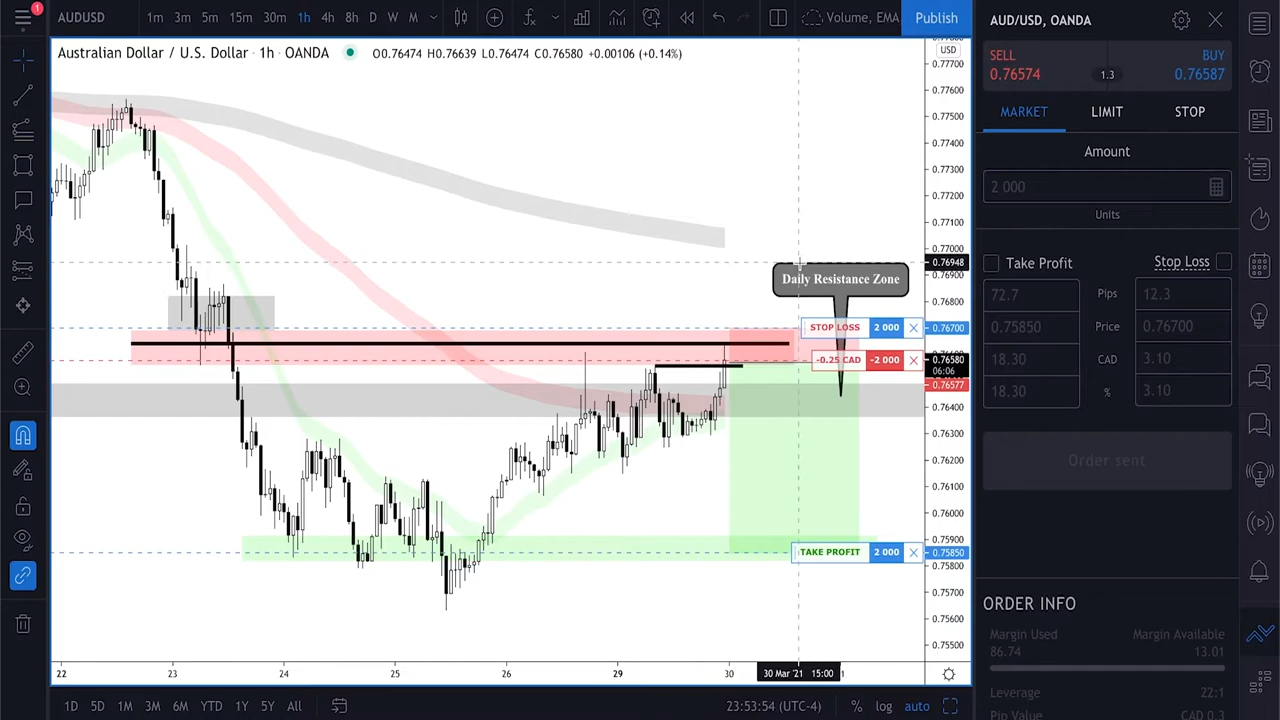 1
AUDUSD
1m 3m 5m 15m 30m 1h 4h 8h D W M
Volume, EMA
Publish
Australian Dollar / U.S. Dollar · 1h · OANDA
O0.76474 H0.76639 L0.76474 C0.76580 +0.00106 (+0.14%)
USD
0.77700
0.77600
0.77500
0.77400
0.77300
0.77200
0.77100
0.77000
0.76948
0.76900
0.76800
0.76700
0.76580
06:06
0.76577
0.76400
0.76300
0.76200
0.76100
0.76000
0.75900
0.75850
0.75800
0.75700
0.75600
0.75500
Daily Resistance Zone
STOP LOSS 2 000
-0.25 CAD -2 000
TAKE PROFIT 2 000
22 23 24 25 26 29 30 30 Mar '21 15:00
1D 5D 1M 3M 6M YTD 1Y 5Y All
23:53:54 (UTC-4)
% log auto
AUD/USD, OANDA
SELL BUY
0.76574 1.3 0.76587
MARKET LIMIT STOP
Amount
2 000
Units
Take Profit Stop Loss
72.7 Pips 12.3
0.75850 Price 0.76700
18.30 CAD 3.10
18.30 3.10
Order sent
ORDER INFO
Margin Used Margin Available
86.74 13.01
Leverage 22:1
Pip Value CAD 0.3